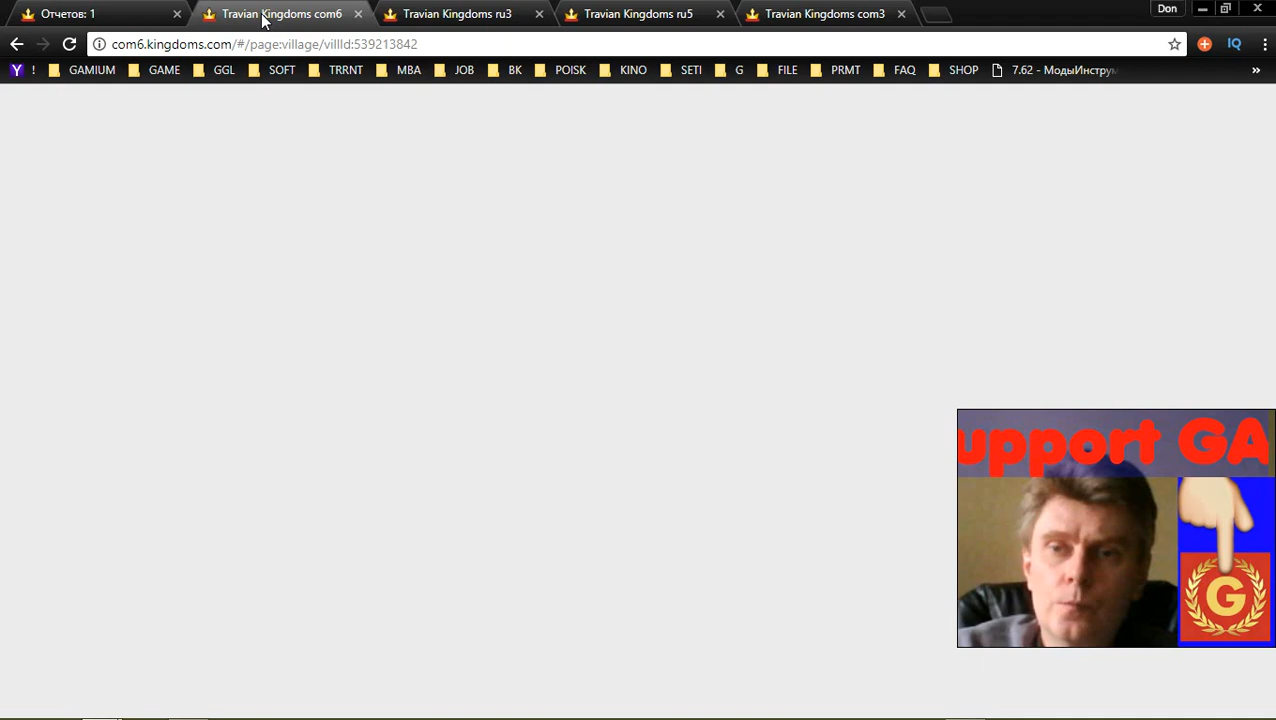 Отчетов: 1
Travian Kingdoms com6
Travian Kingdoms ru3
Travian Kingdoms ru5
Travian Kingdoms com3
Don
com6.kingdoms.com/#/page:village/villId:539213842
IQ
Y ! GAMIUM GAME GGL SOFT TRRNT MBA JOB BK POISK KINO SETI G FILE PRMT FAQ SHOP 7.62 - МодыИнструм »
upport GA
G